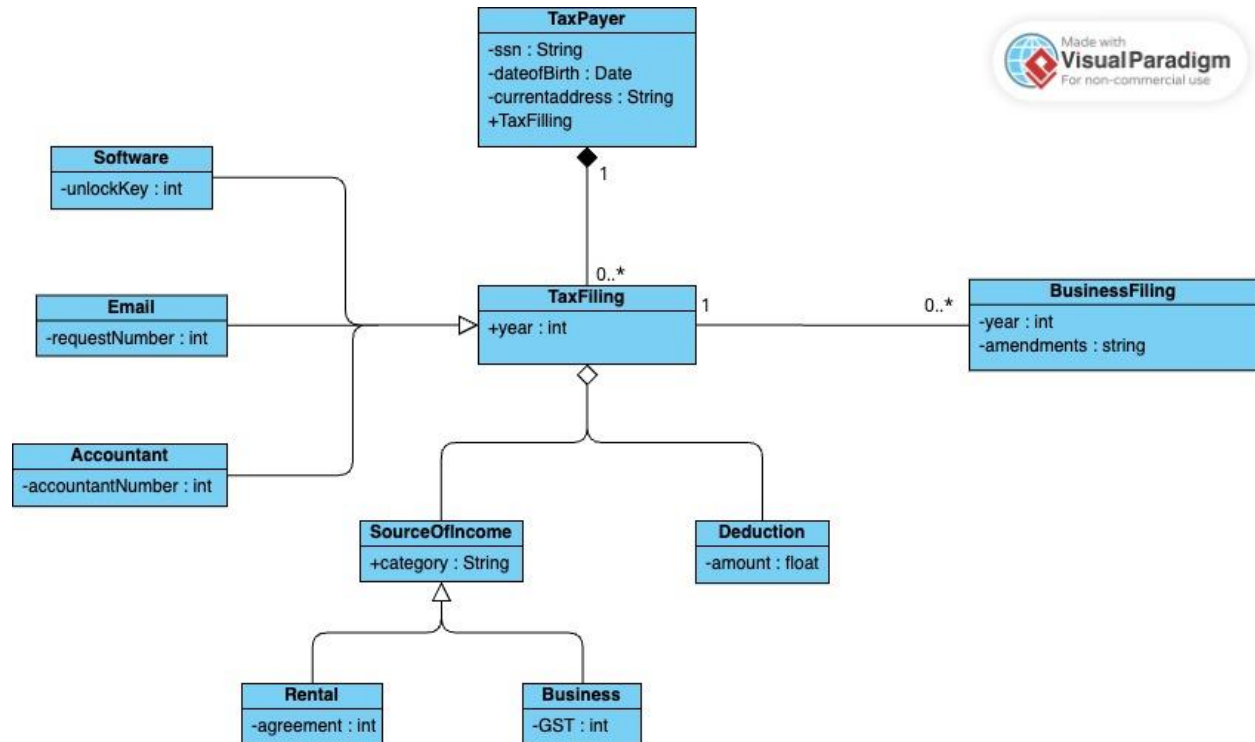 TaxPayer
-ssn : String
-dateofBirth : Date
-currentaddress : String
+TaxFilling
Made with
Visual Paradigm
For non-commercial use
1
0..*
Software
-unlockKey : int
Email
-requestNumber : int
Accountant
-accountantNumber : int
TaxFiling
+year : int
1
0..*
BusinessFiling
-year : int
-amendments : string
SourceOfIncome
+category : String
Deduction
-amount : float
Rental
-agreement : int
Business
-GST : int